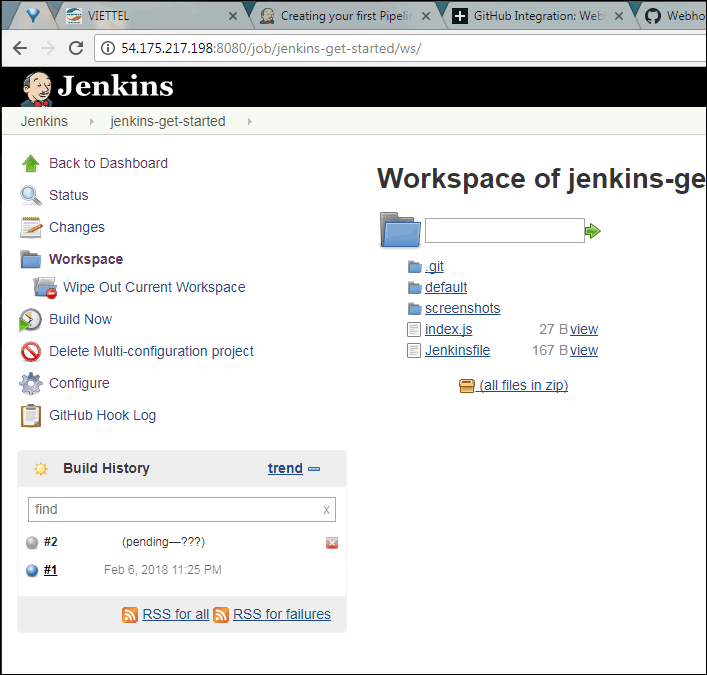 VIETTEL
Creating your first Pipelin
GitHub Integration: Web
Webho
54.175.217.198:8080/job/jenkins-get-started/ws/
Jenkins
Jenkins jenkins-get-started
Back to Dashboard
Status
Changes
Workspace
Wipe Out Current Workspace
Build Now
Delete Multi-configuration project
Configure
GitHub Hook Log
Build History trend
find x
#2 (pending—???)
#1 Feb 6, 2018 11:25 PM
RSS for all RSS for failures
Workspace of jenkins-ge
.git
default
screenshots
index.js 27 B view
Jenkinsfile 167 B view
(all files in zip)